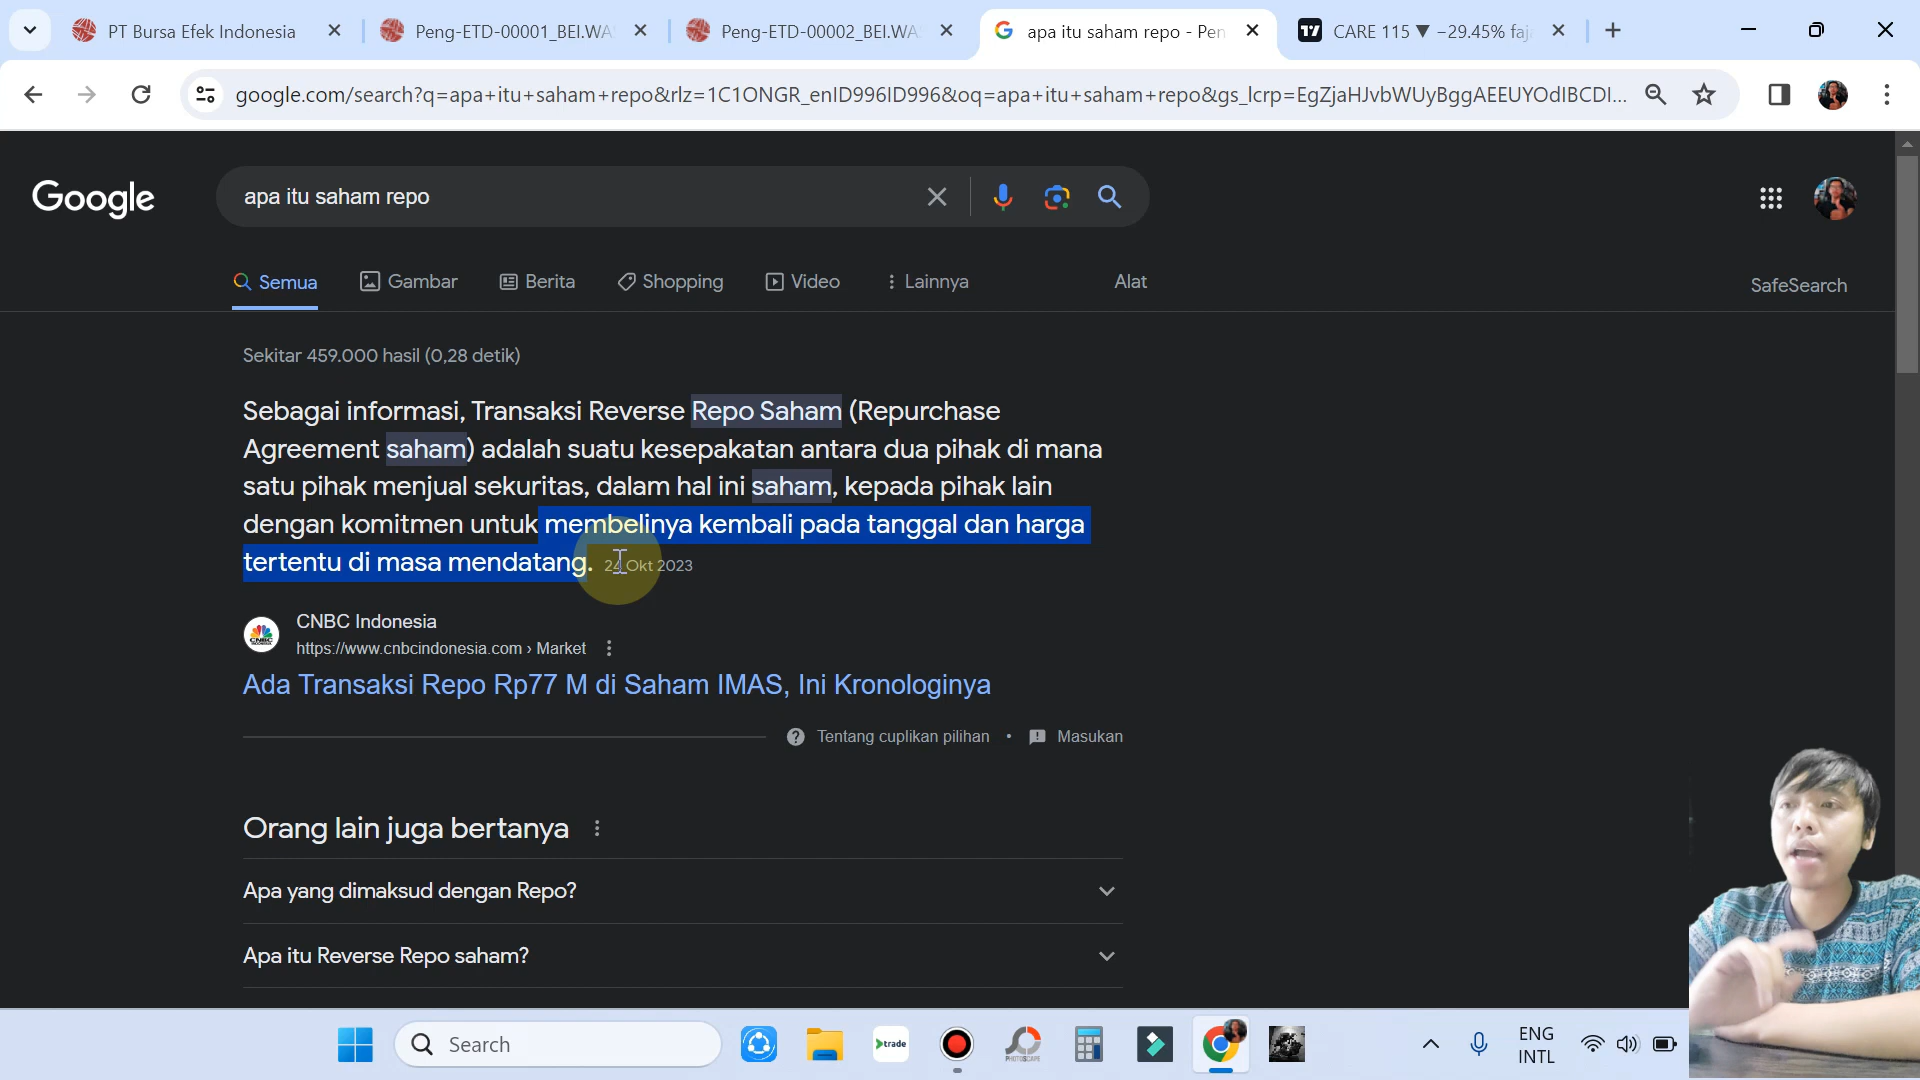 PT Bursa Efek Indonesia
Peng-ETD-00001_BEI.WA
Peng-ETD-00002_BEI.WA
apa itu saham repo - Pen
CARE 115 ▼ −29.45% faj
google.com/search?q=apa+itu+saham+repo&rlz=1C1ONGR_enID996ID996&oq=apa+itu+saham+repo&gs_lcrp=EgZjaHJvbWUyBggAEEUYOdIBCDI...
Google
apa itu saham repo
Semua
Gambar
Berita
Shopping
Video
Lainnya
Alat
SafeSearch
Sekitar 459.000 hasil (0,28 detik)
Sebagai informasi, Transaksi Reverse Repo Saham (Repurchase
Agreement saham) adalah suatu kesepakatan antara dua pihak di mana
satu pihak menjual sekuritas, dalam hal ini saham, kepada pihak lain
dengan komitmen untuk membelinya kembali pada tanggal dan harga
tertentu di masa mendatang. 24 Okt 2023
CNBC Indonesia
https://www.cnbcindonesia.com › Market
Ada Transaksi Repo Rp77 M di Saham IMAS, Ini Kronologinya
Tentang cuplikan pilihan • Masukan
Orang lain juga bertanya
Apa yang dimaksud dengan Repo?
Apa itu Reverse Repo saham?
Search
trade
PHOTOSCAPE
ENG
INTL